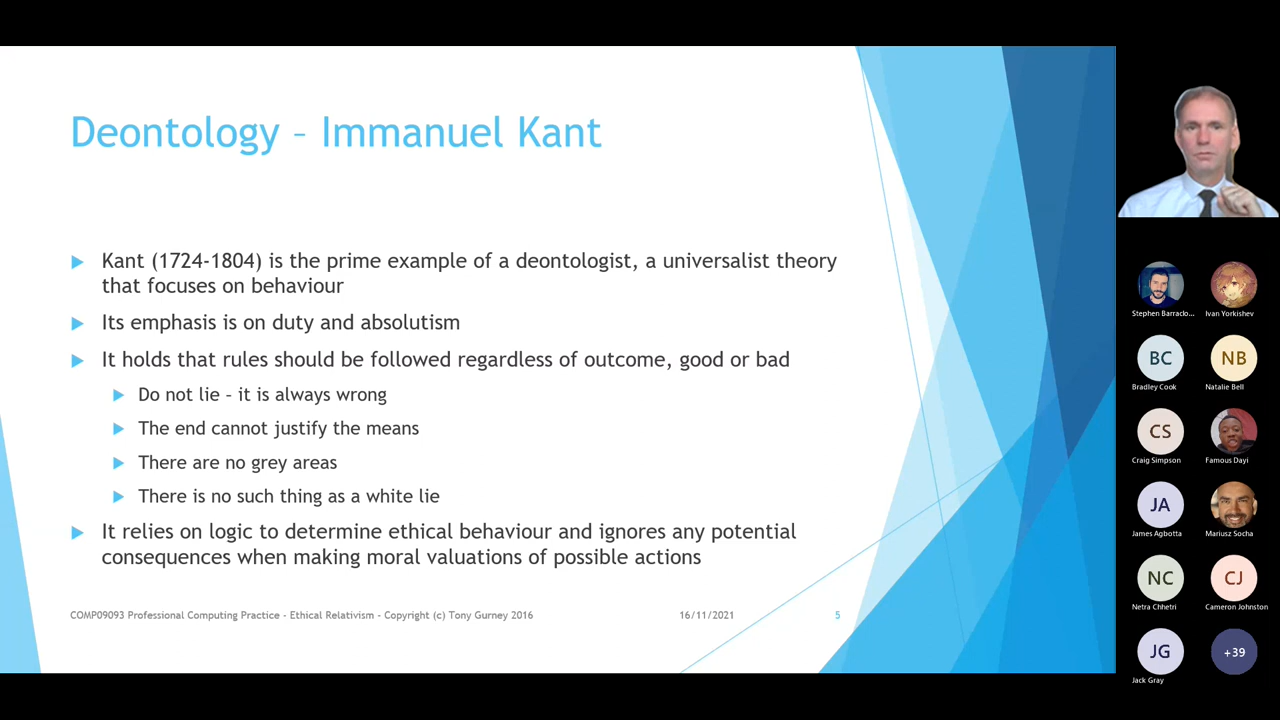 Deontology – Immanuel Kant
Kant (1724-1804) is the prime example of a deontologist, a universalist theory
that focuses on behaviour
Its emphasis is on duty and absolutism
It holds that rules should be followed regardless of outcome, good or bad
Do not lie – it is always wrong
The end cannot justify the means
There are no grey areas
There is no such thing as a white lie
It relies on logic to determine ethical behaviour and ignores any potential
consequences when making moral valuations of possible actions
COMP09093 Professional Computing Practice - Ethical Relativism - Copyright (c) Tony Gurney 2016
16/11/2021
5
Stephen Barraclo...
Ivan Yorkishev
BC
NB
Bradley Cook
Natalie Bell
CS
Craig Simpson
Famous Dayi
JA
James Agbotta
Mariusz Socha
NC
CJ
Netra Chhetri
Cameron Johnston
JG
+39
Jack Gray